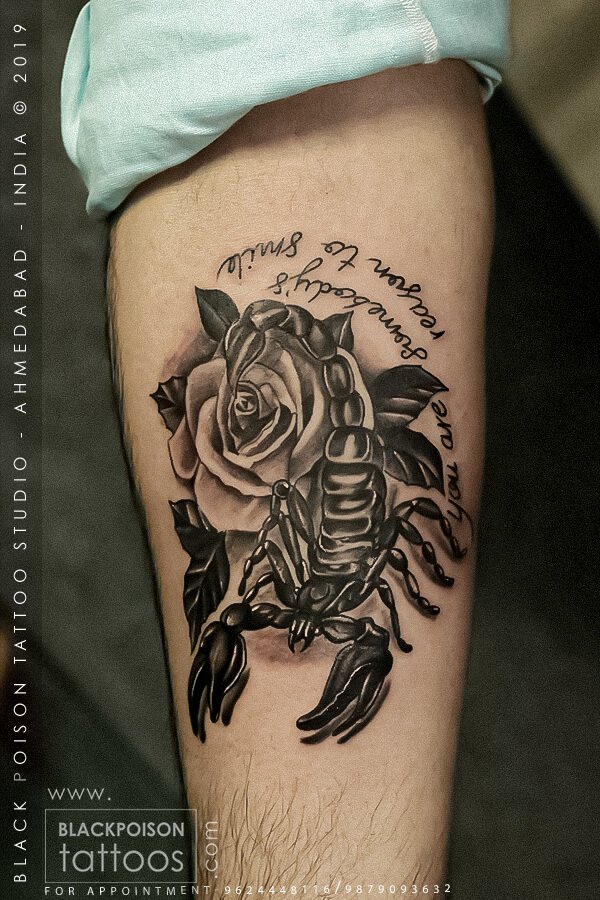 BLACK POISON TATTOO STUDIO - AHMEDABAD - INDIA © 2019
you are
somebody's
reason to smile
www.
BLACKPOISON
tattoos
.com
FOR APPOINTMENT 9624448116/9879093632